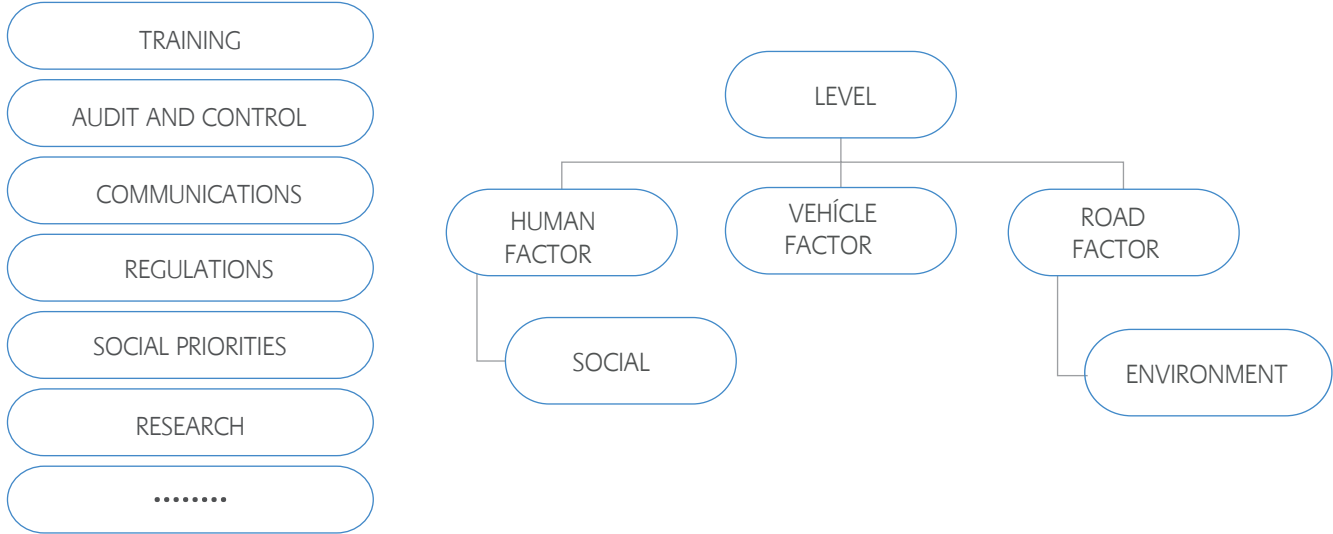 TRAINING
AUDIT AND CONTROL
COMMUNICATIONS
REGULATIONS
SOCIAL PRIORITIES
RESEARCH
••••••••
LEVEL
HUMAN
FACTOR
VEHÍCLE
FACTOR
ROAD
FACTOR
SOCIAL
ENVIRONMENT